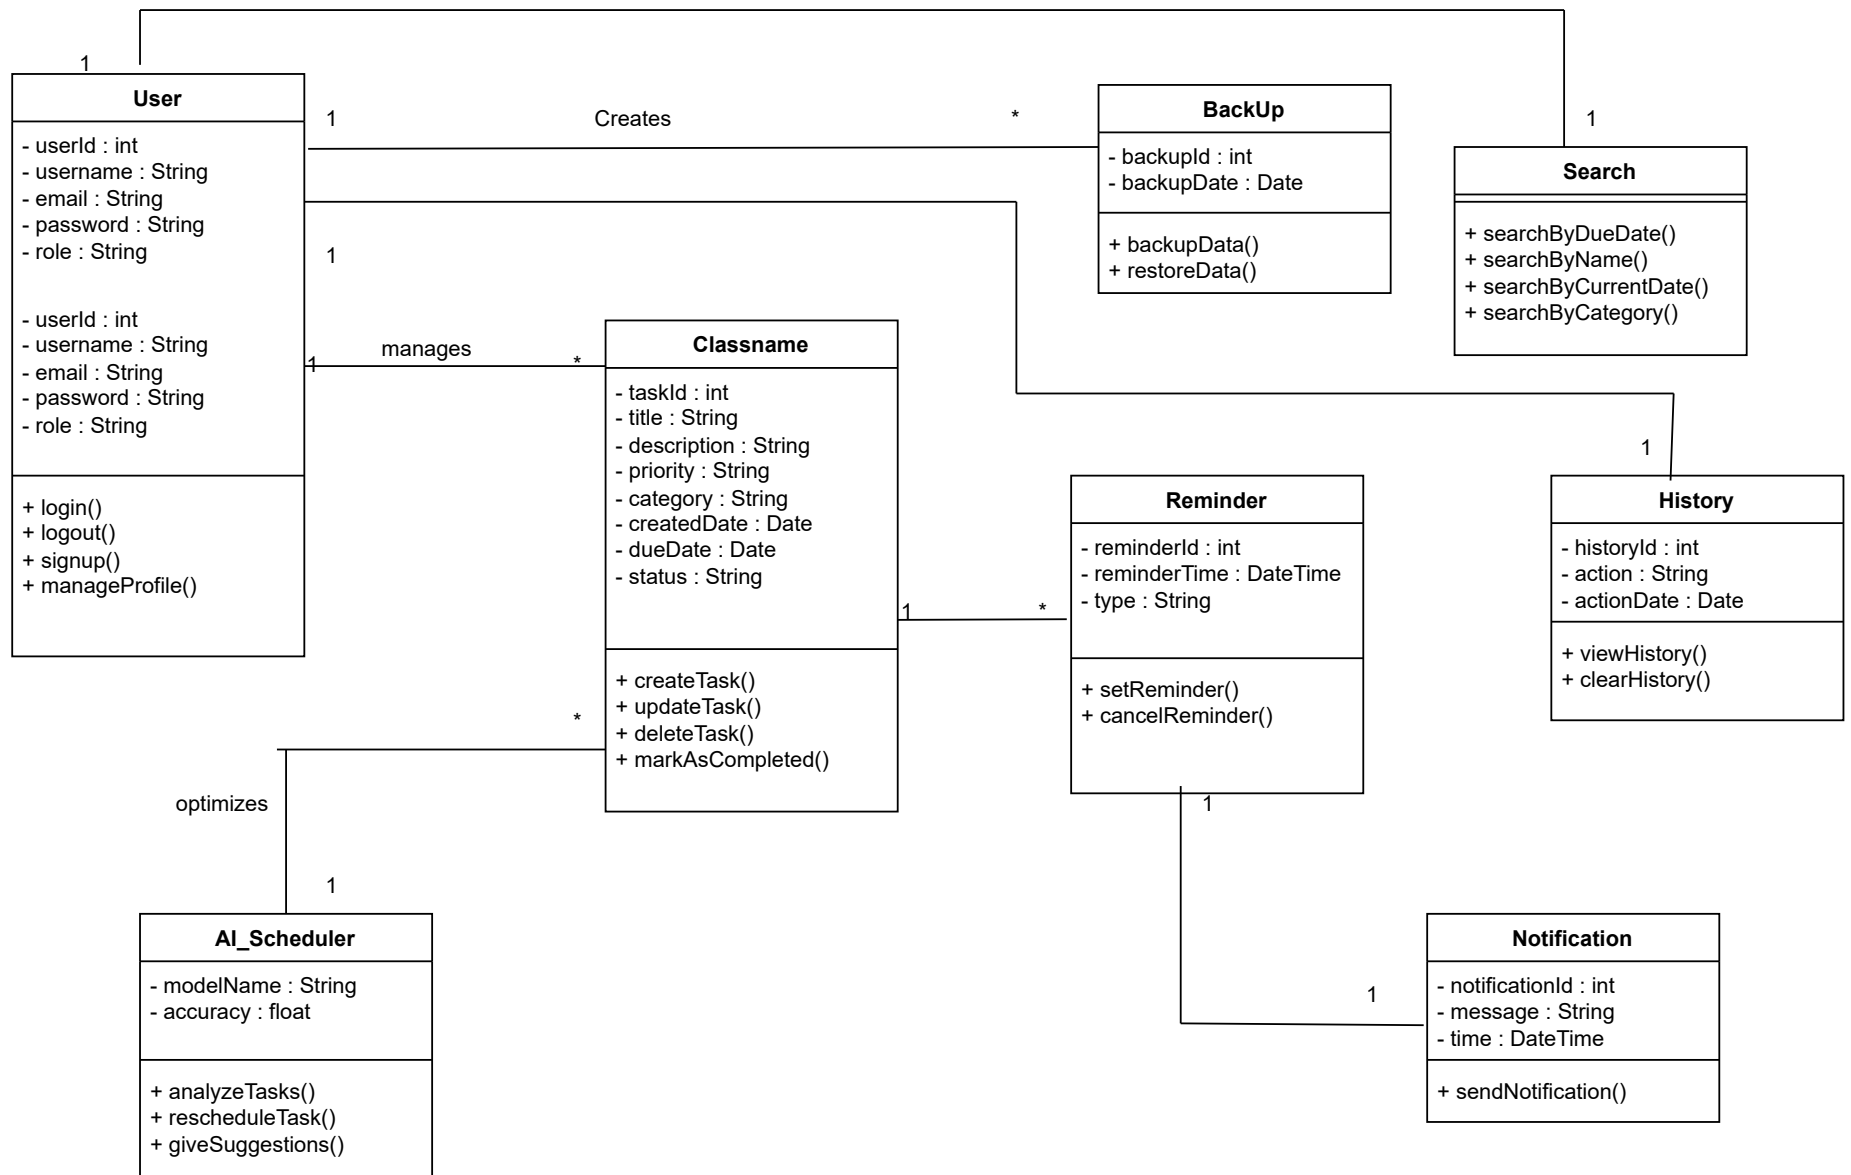 1
User
- userId : int
- username : String
- email : String
- password : String
- role : String
- userId : int
- username : String
- email : String
- password : String
- role : String
+ login()
+ logout()
+ signup()
+ manageProfile()
1
Creates
*
BackUp
- backupId : int
- backupDate : Date
+ backupData()
+ restoreData()
1
Search
+ searchByDueDate()
+ searchByName()
+ searchByCurrentDate()
+ searchByCategory()
1
1
manages
*
Classname
- taskId : int
- title : String
- description : String
- priority : String
- category : String
- createdDate : Date
- dueDate : Date
- status : String
+ createTask()
+ updateTask()
+ deleteTask()
+ markAsCompleted()
1
*
Reminder
- reminderId : int
- reminderTime : DateTime
- type : String
+ setReminder()
+ cancelReminder()
1
1
History
- historyId : int
- action : String
- actionDate : Date
+ viewHistory()
+ clearHistory()
*
optimizes
1
AI_Scheduler
- modelName : String
- accuracy : float
+ analyzeTasks()
+ rescheduleTask()
+ giveSuggestions()
1
Notification
- notificationId : int
- message : String
- time : DateTime
+ sendNotification()